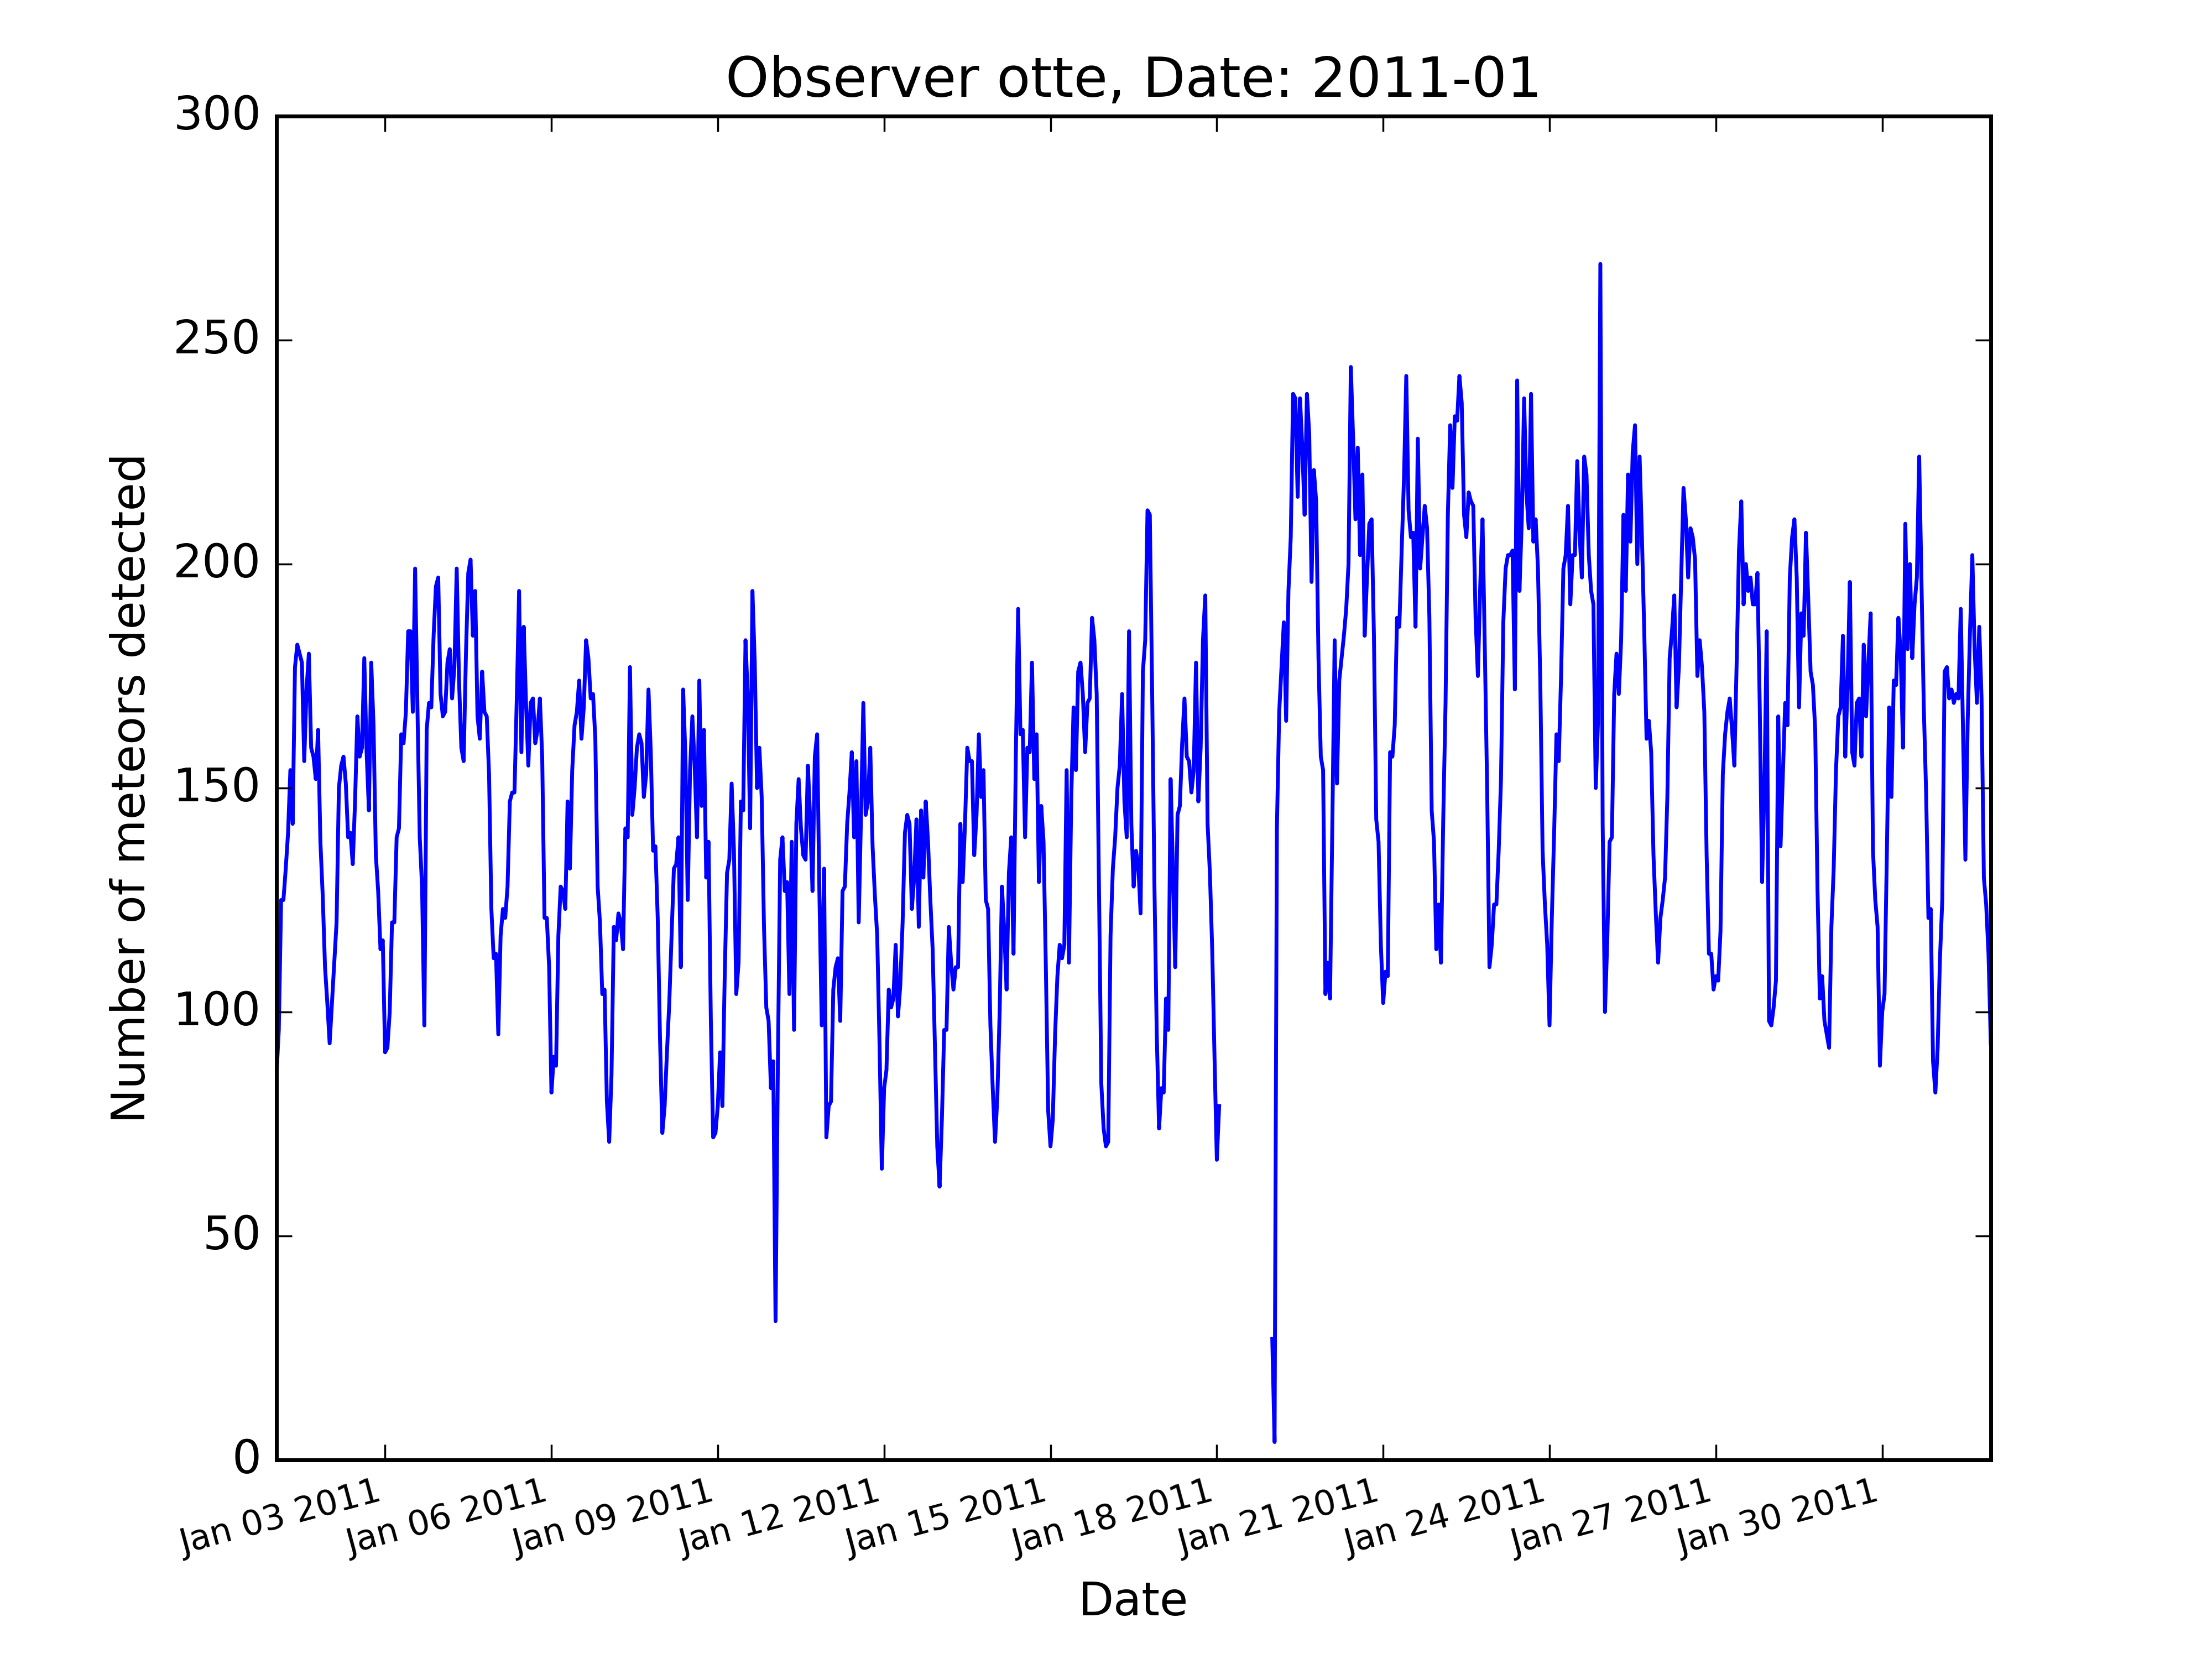 Observer otte, Date: 2011-01
300
250
200
150
100
50
0
Number of meteors detected
Jan 03 2011
Jan 06 2011
Jan 09 2011
Jan 12 2011
Jan 15 2011
Jan 18 2011
Jan 21 2011
Jan 24 2011
Jan 27 2011
Jan 30 2011
Date